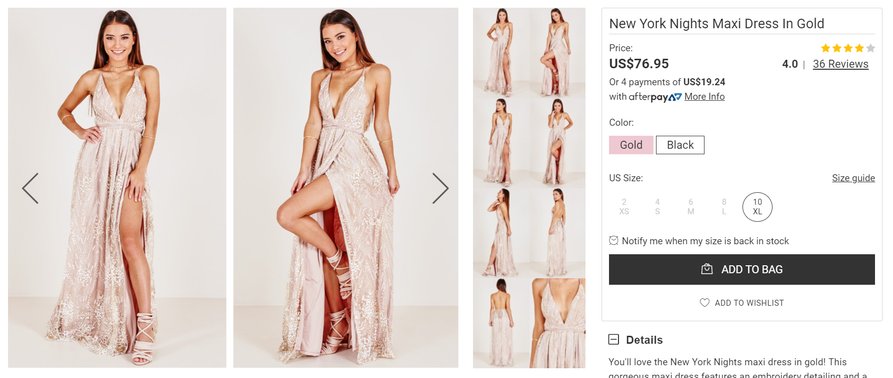 New York Nights Maxi Dress In Gold
Price:
US$76.95
4.0 | 36 Reviews
Or 4 payments of US$19.24
with afterpay More Info
Color:
Gold Black
US Size: Size guide
2 4 6 8 10
XS S M L XL
Notify me when my size is back in stock
ADD TO BAG
ADD TO WISHLIST
Details
You'll love the New York Nights maxi dress in gold! This
gorgeous maxi dress features an embroidery detailing and a